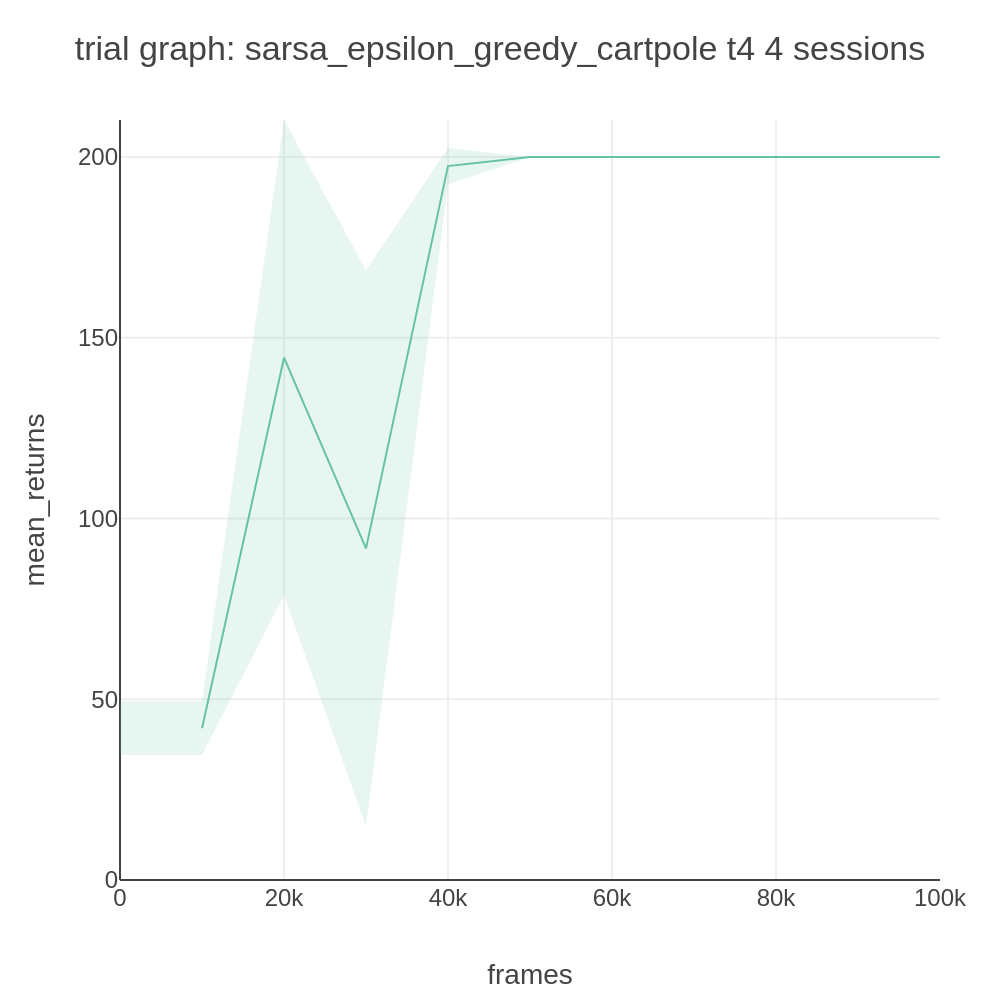 trial graph: sarsa_epsilon_greedy_cartpole t4 4 sessions
200
150
100
50
0
mean_returns
0 20k 40k 60k 80k 100k
frames